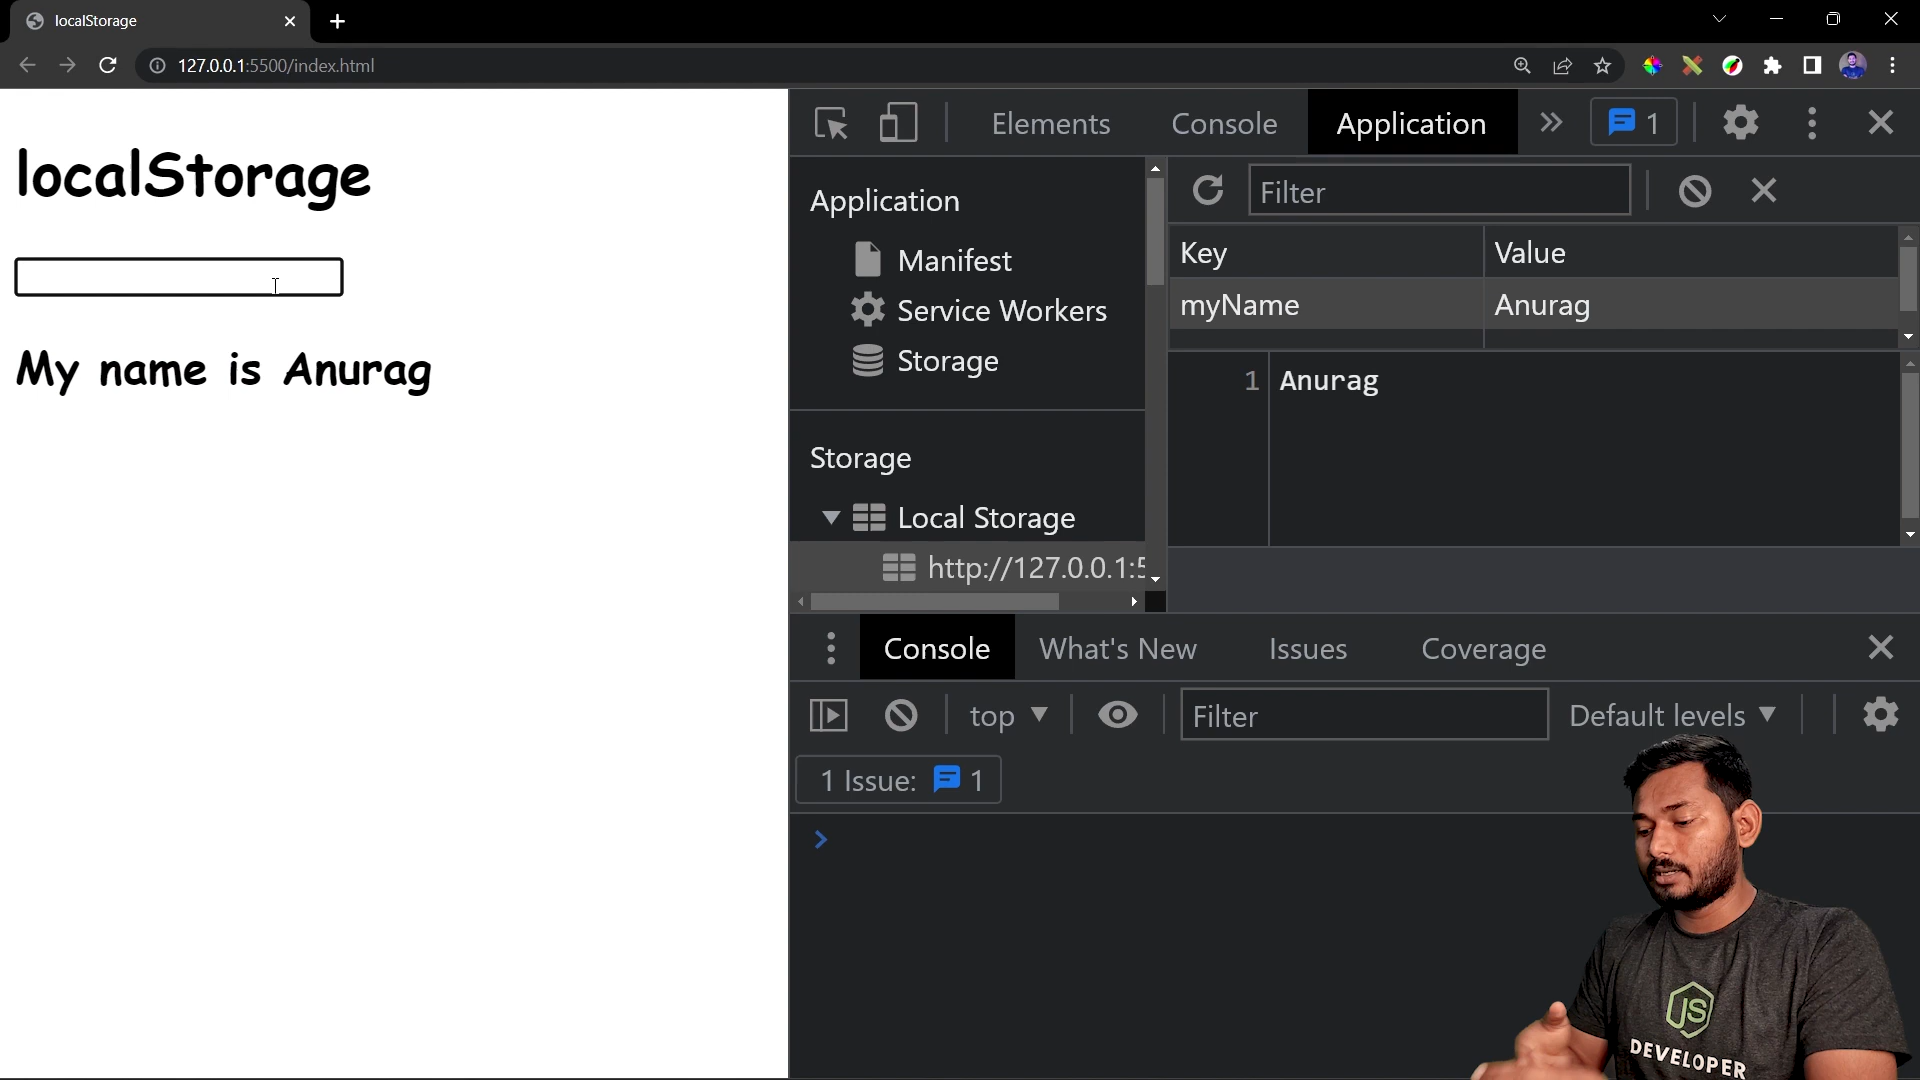 localStorage
127.0.0.1:5500/index.html
localStorage
My name is Anurag
Elements
Console
Application
1
Application
Manifest
Service Workers
Storage
Storage
Local Storage
http://127.0.0.1:5
Filter
Key
Value
myName
Anurag
1
Anurag
Console
What's New
Issues
Coverage
top
Filter
Default levels
1 Issue:
1
JS
DEVELOPER